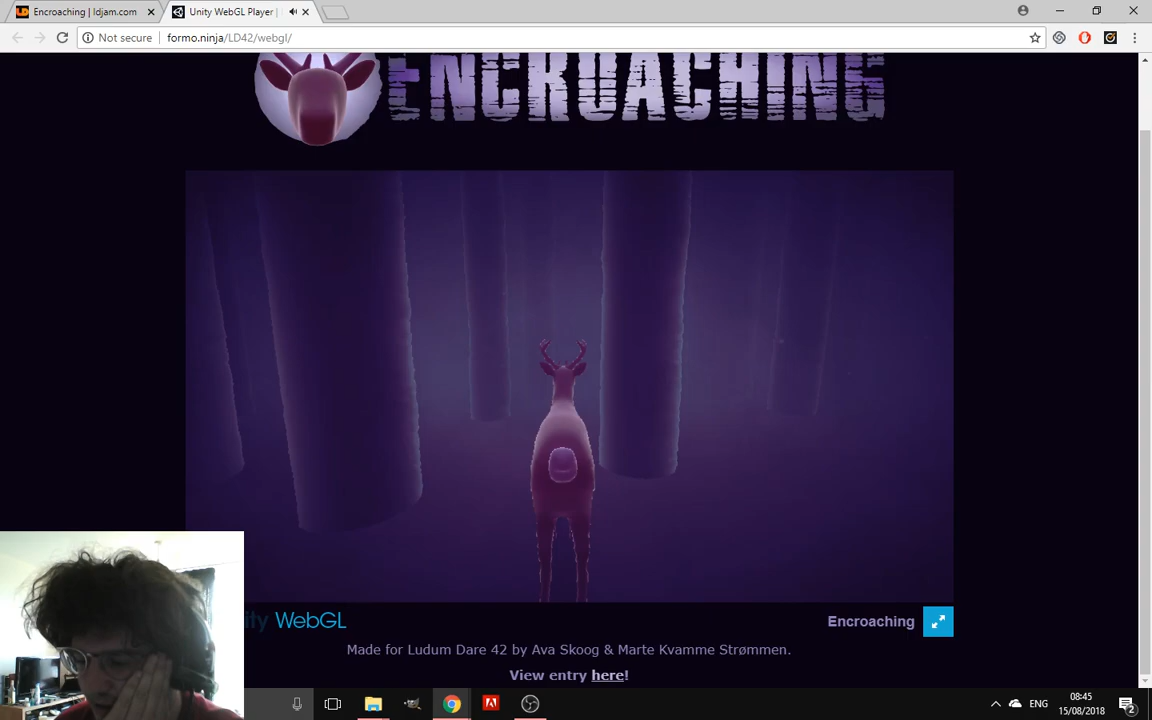 Encroaching | ldjam.com
Unity WebGL Player |
Not secure
formo.ninja/LD42/webgl/
ENCROACHING
WebGL
Encroaching
Made for Ludum Dare 42 by Ava Skoog & Marte Kvamme Strømmen.
View entry here!
ENG
08:45
15/08/2018
2